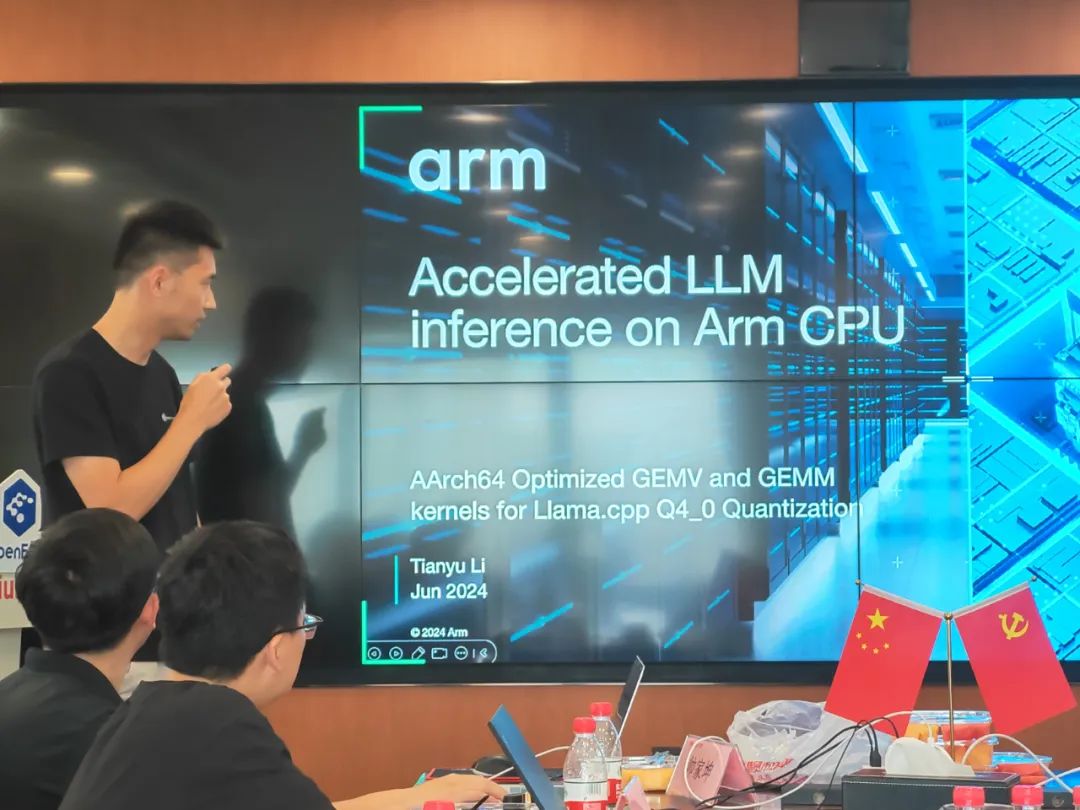 arm
Accelerated LLM
inference on Arm CPU
AArch64 Optimized GEMV and GEMM
kernels for Llama.cpp Q4_0 Quantization
Tianyu Li
Jun 2024
© 2024 Arm